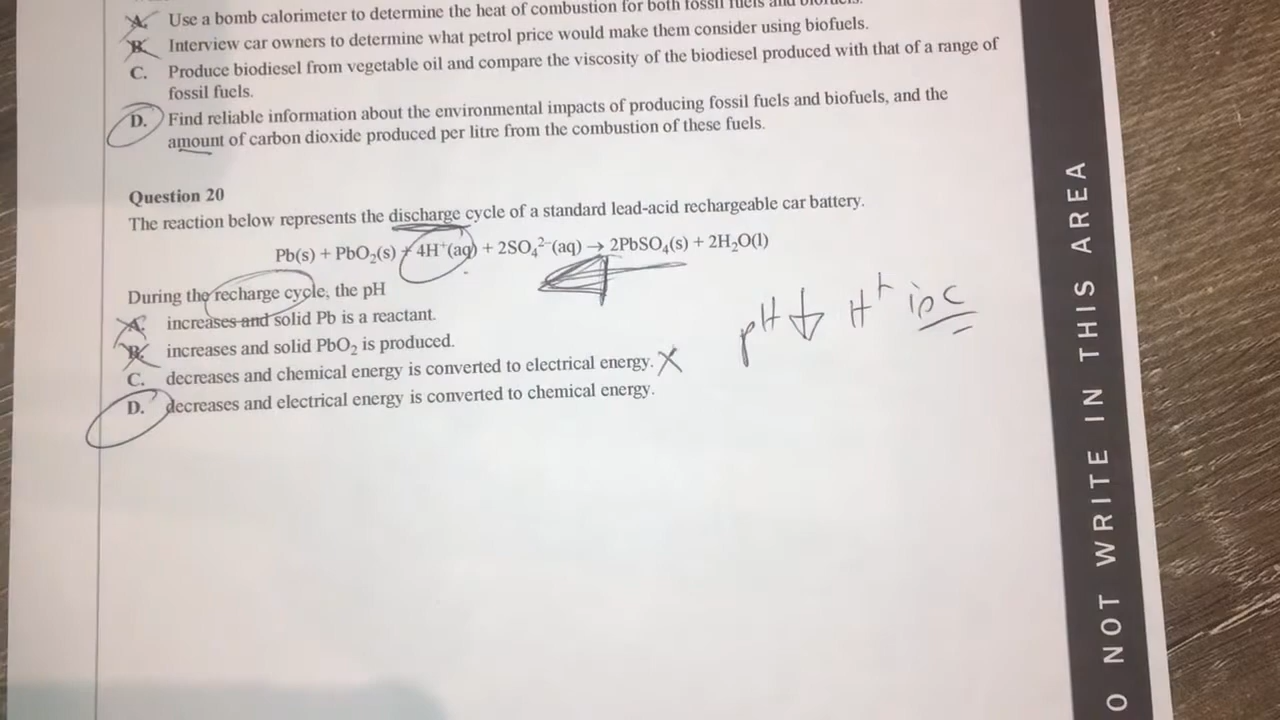 A. Use a bomb calorimeter to determine the heat of combustion for both fossil fuels and biofuels.
B. Interview car owners to determine what petrol price would make them consider using biofuels.
C. Produce biodiesel from vegetable oil and compare the viscosity of the biodiesel produced with that of a range of
fossil fuels.
D. Find reliable information about the environmental impacts of producing fossil fuels and biofuels, and the
amount of carbon dioxide produced per litre from the combustion of these fuels.
Question 20
The reaction below represents the discharge cycle of a standard lead-acid rechargeable car battery.
Pb(s) + PbO₂(s) + 4H⁺(aq) + 2SO₄²⁻(aq) → 2PbSO₄(s) + 2H₂O(l)
During the recharge cycle, the pH
A. increases and solid Pb is a reactant.
B. increases and solid PbO₂ is produced.
C. decreases and chemical energy is converted to electrical energy. X
D. decreases and electrical energy is converted to chemical energy.
pH ↓ H⁺ inc
O NOT WRITE IN THIS AREA